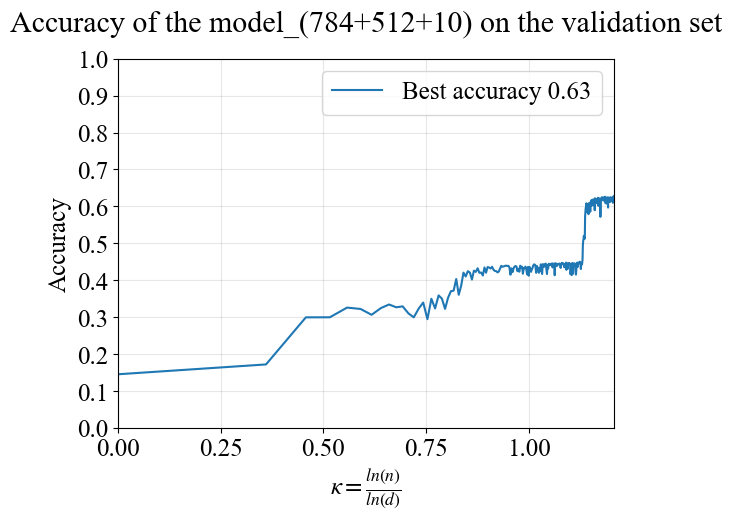 Accuracy of the model_(784+512+10) on the validation set
Best accuracy 0.63
Accuracy
1.0
0.9
0.8
0.7
0.6
0.5
0.4
0.3
0.2
0.1
0.0
0.00 0.25 0.50 0.75 1.00
κ = ln(n)/ln(d)